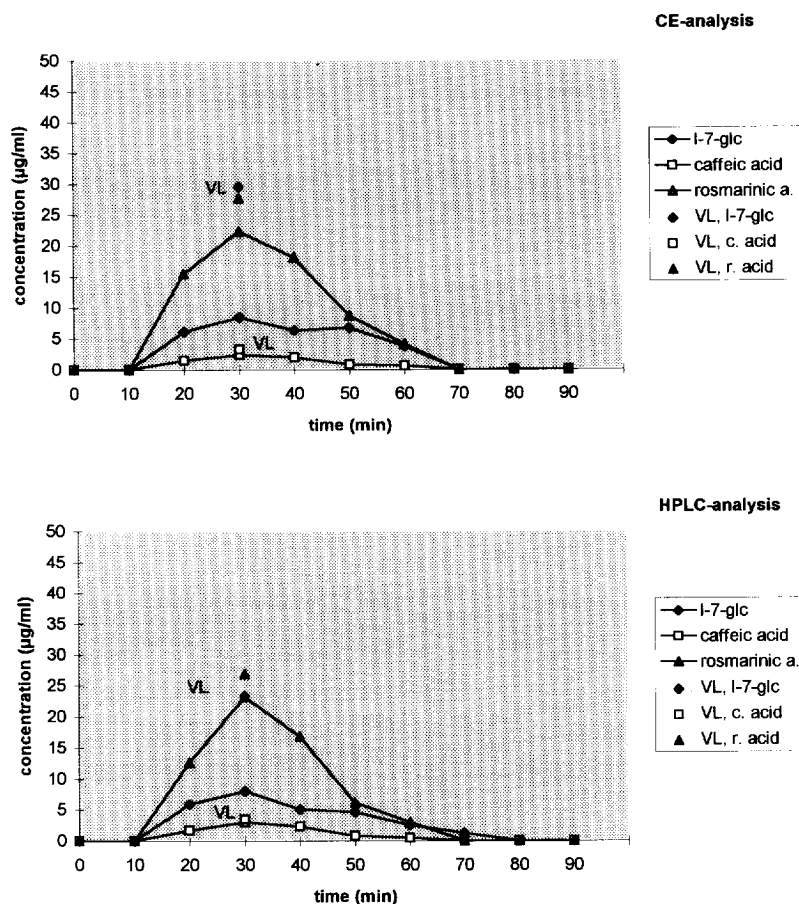 CE-analysis
50
45
40
35
30
25
20
15
10
5
0
concentration (µg/ml)
VL
VL
0 10 20 30 40 50 60 70 80 90
time (min)
l-7-glc
caffeic acid
rosmarinic a.
VL, l-7-glc
VL, c. acid
VL, r. acid
HPLC-analysis
50
45
40
35
30
25
20
15
10
5
0
concentration (µg/ml)
VL
VL
0 10 20 30 40 50 60 70 80 90
time (min)
l-7-glc
caffeic acid
rosmarinic a.
VL, l-7-glc
VL, c. acid
VL, r. acid